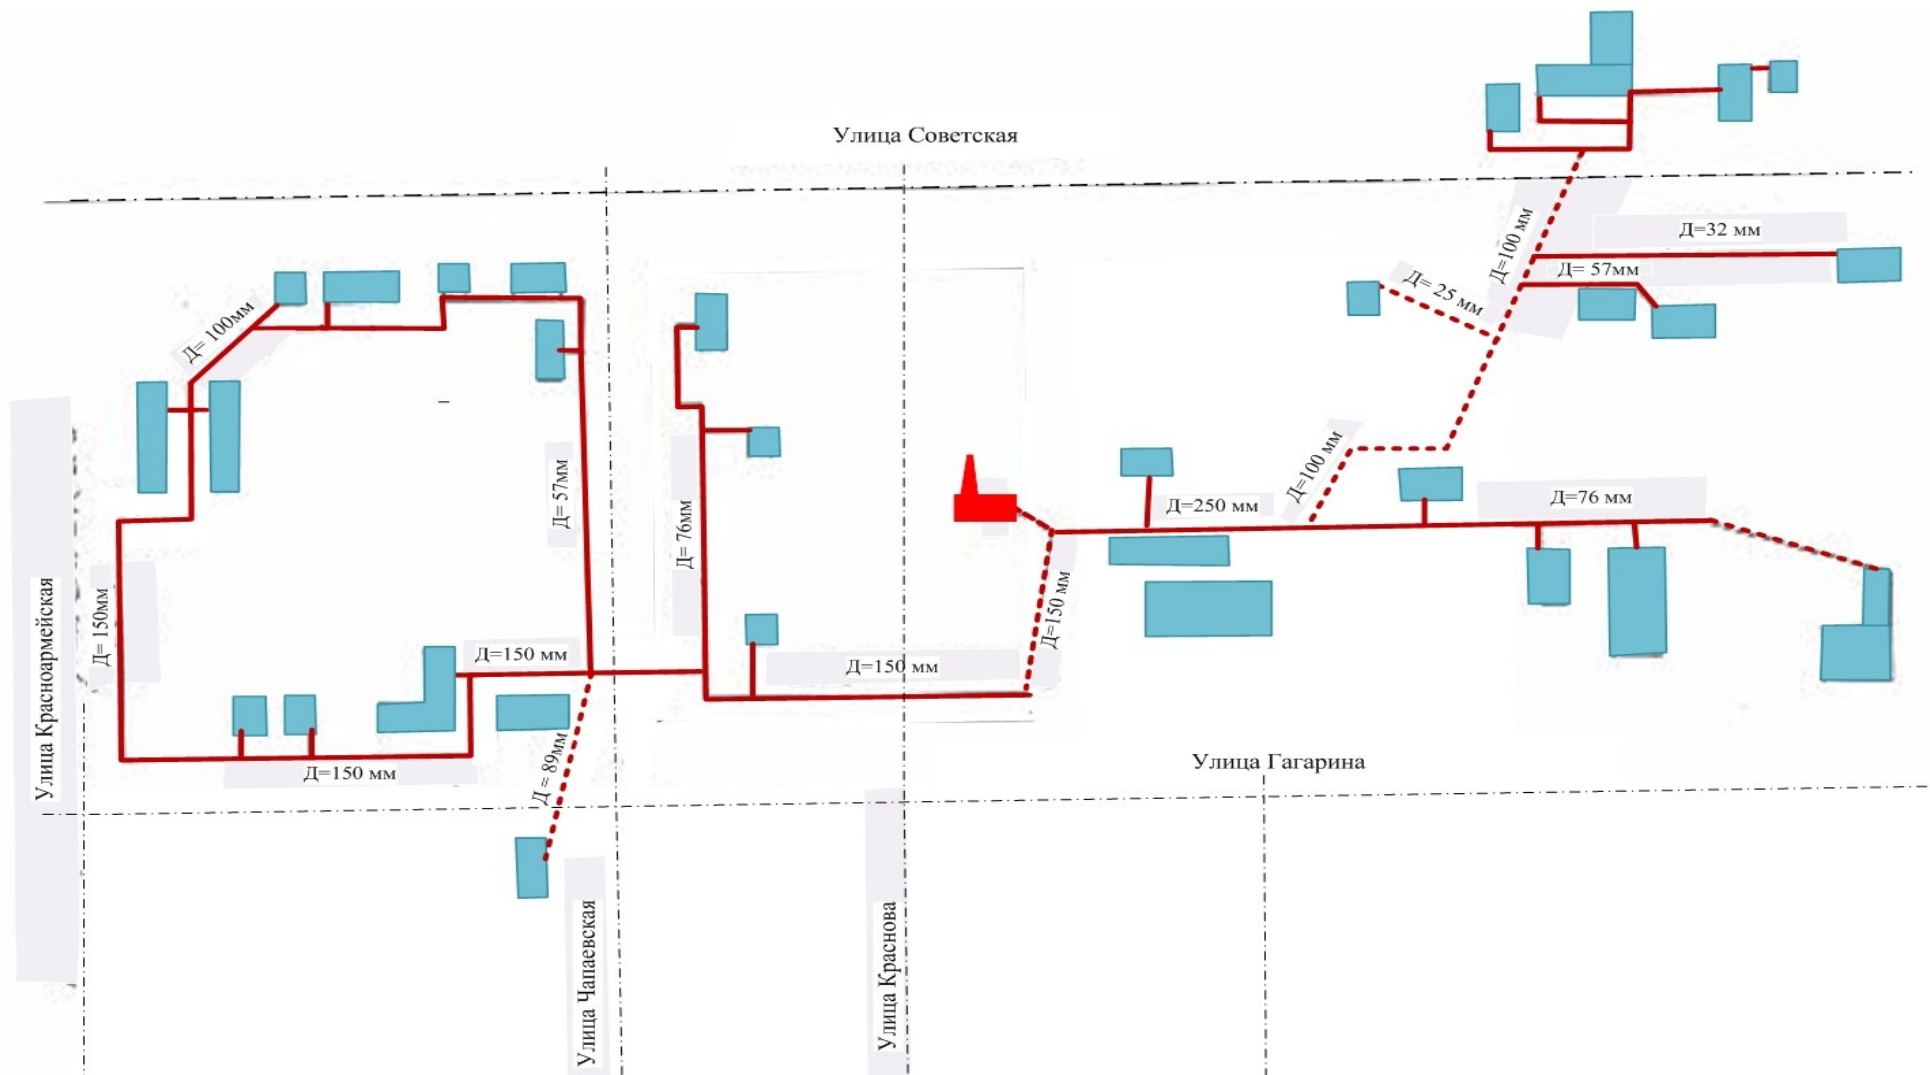 Улица Советская
Д=32 мм
Д=100 мм
Д= 57мм
Д= 25 мм
Д= 100мм
Д= 57мм
Д= 76мм
Д=100 мм
Д=250 мм
Д=76 мм
Д=150 мм
Д= 150мм
Д=150 мм
Д=150 мм
Улица Красноармейская
Д = 89мм
Д=150 мм
Улица Гагарина
Улица Чапаевская
Улица Краснова